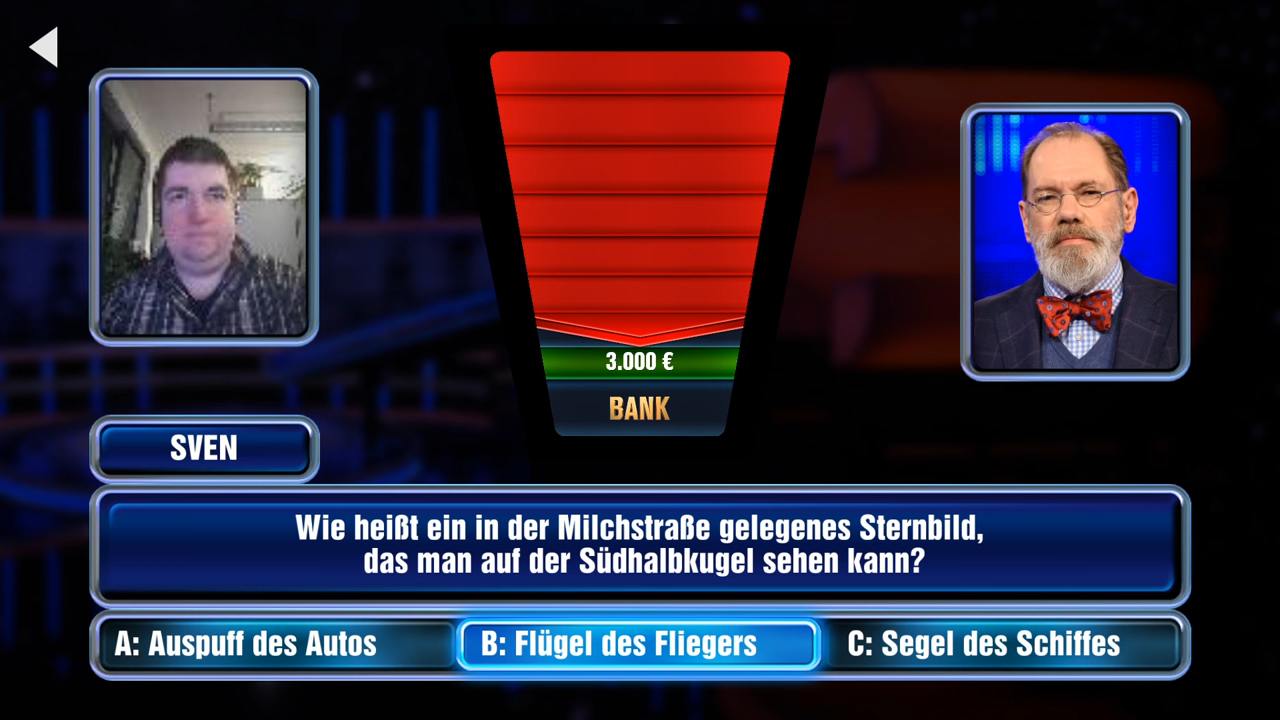 3.000 €
BANK
SVEN
Wie heißt ein in der Milchstraße gelegenes Sternbild,
das man auf der Südhalbkugel sehen kann?
A: Auspuff des Autos
B: Flügel des Fliegers
C: Segel des Schiffes